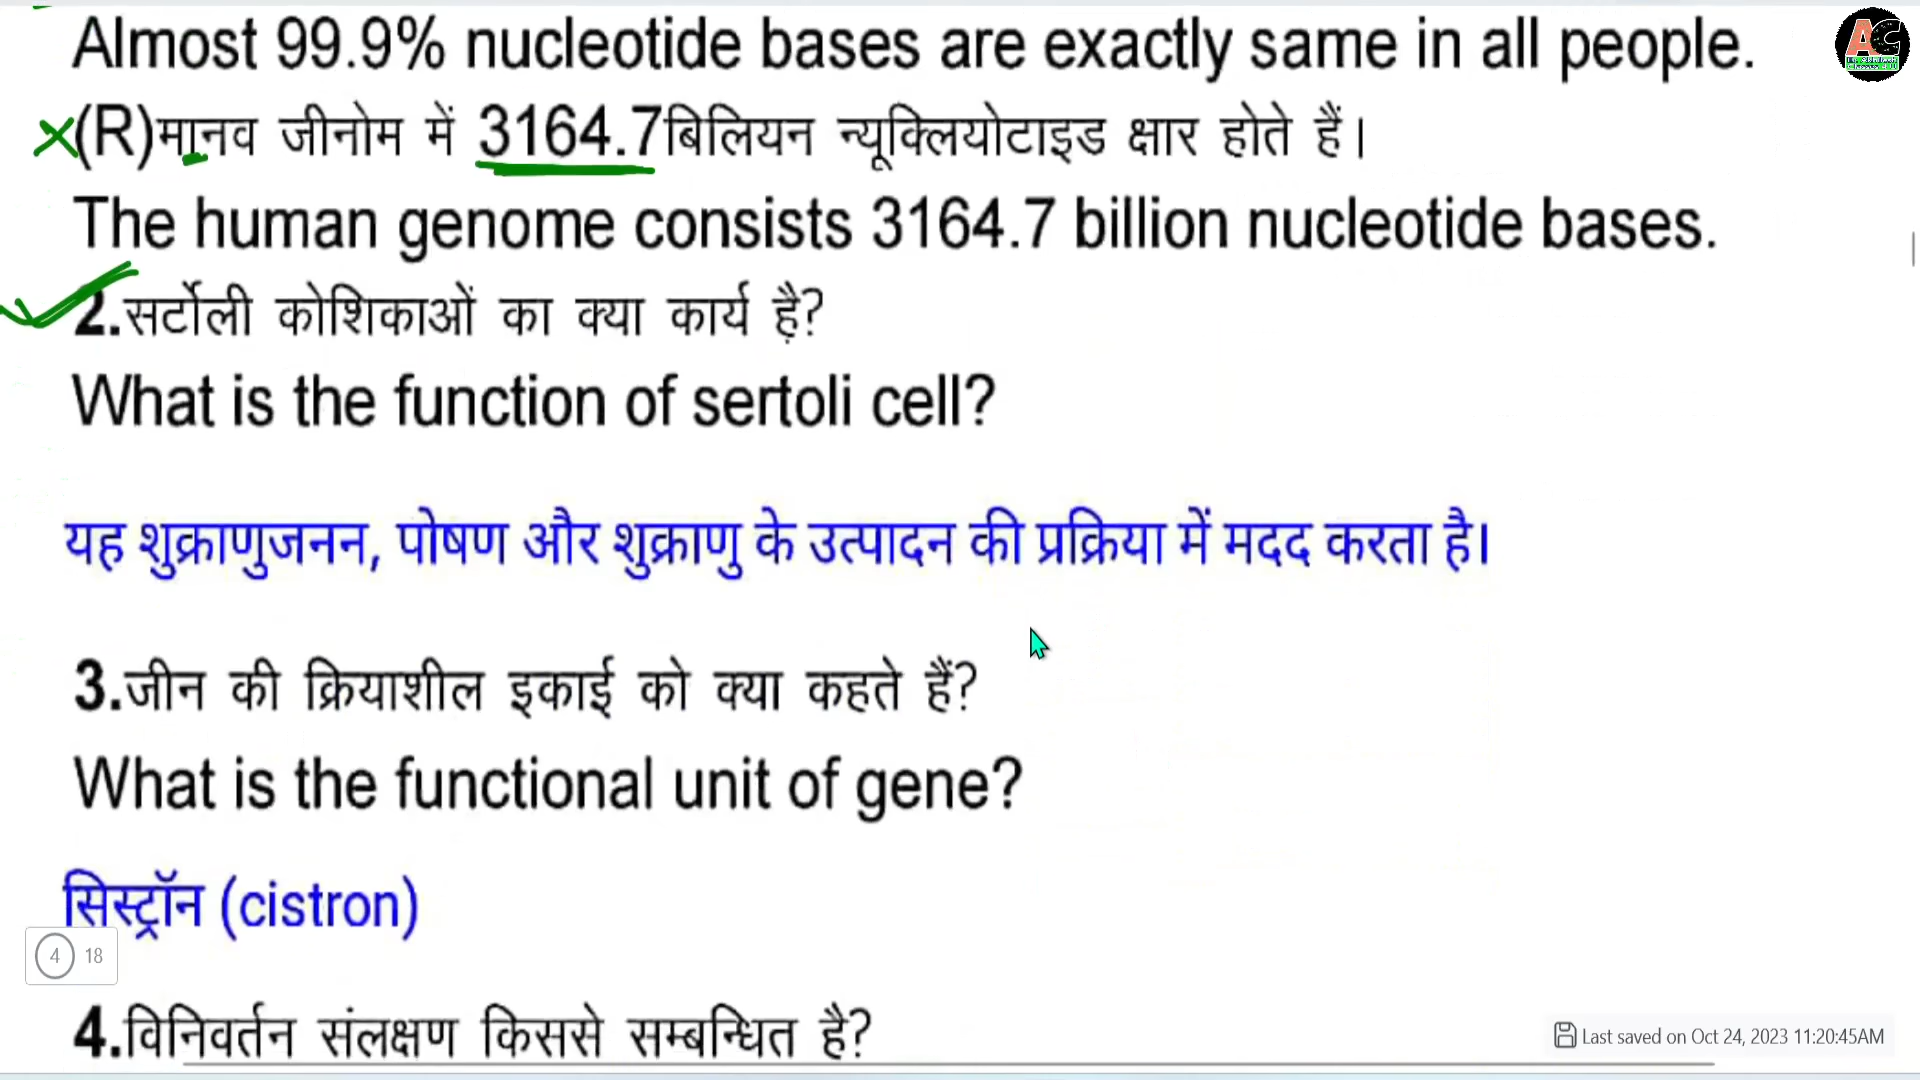 Almost 99.9% nucleotide bases are exactly same in all people.
(R)मानव जीनोम में 3164.7बिलियन न्यूक्लियोटाइड क्षार होते हैं।
The human genome consists 3164.7 billion nucleotide bases.
2.सर्टोली कोशिकाओं का क्या कार्य है?
What is the function of sertoli cell?
यह शुक्राणुजनन, पोषण और शुक्राणु के उत्पादन की प्रक्रिया में मदद करता है।
3.जीन की क्रियाशील इकाई को क्या कहते हैं?
What is the functional unit of gene?
सिस्ट्रॉन (cistron)
4 18
4.विनिवर्तन संलक्षण किससे सम्बन्धित है?
Last saved on Oct 24, 2023 11:20:45AM
AC